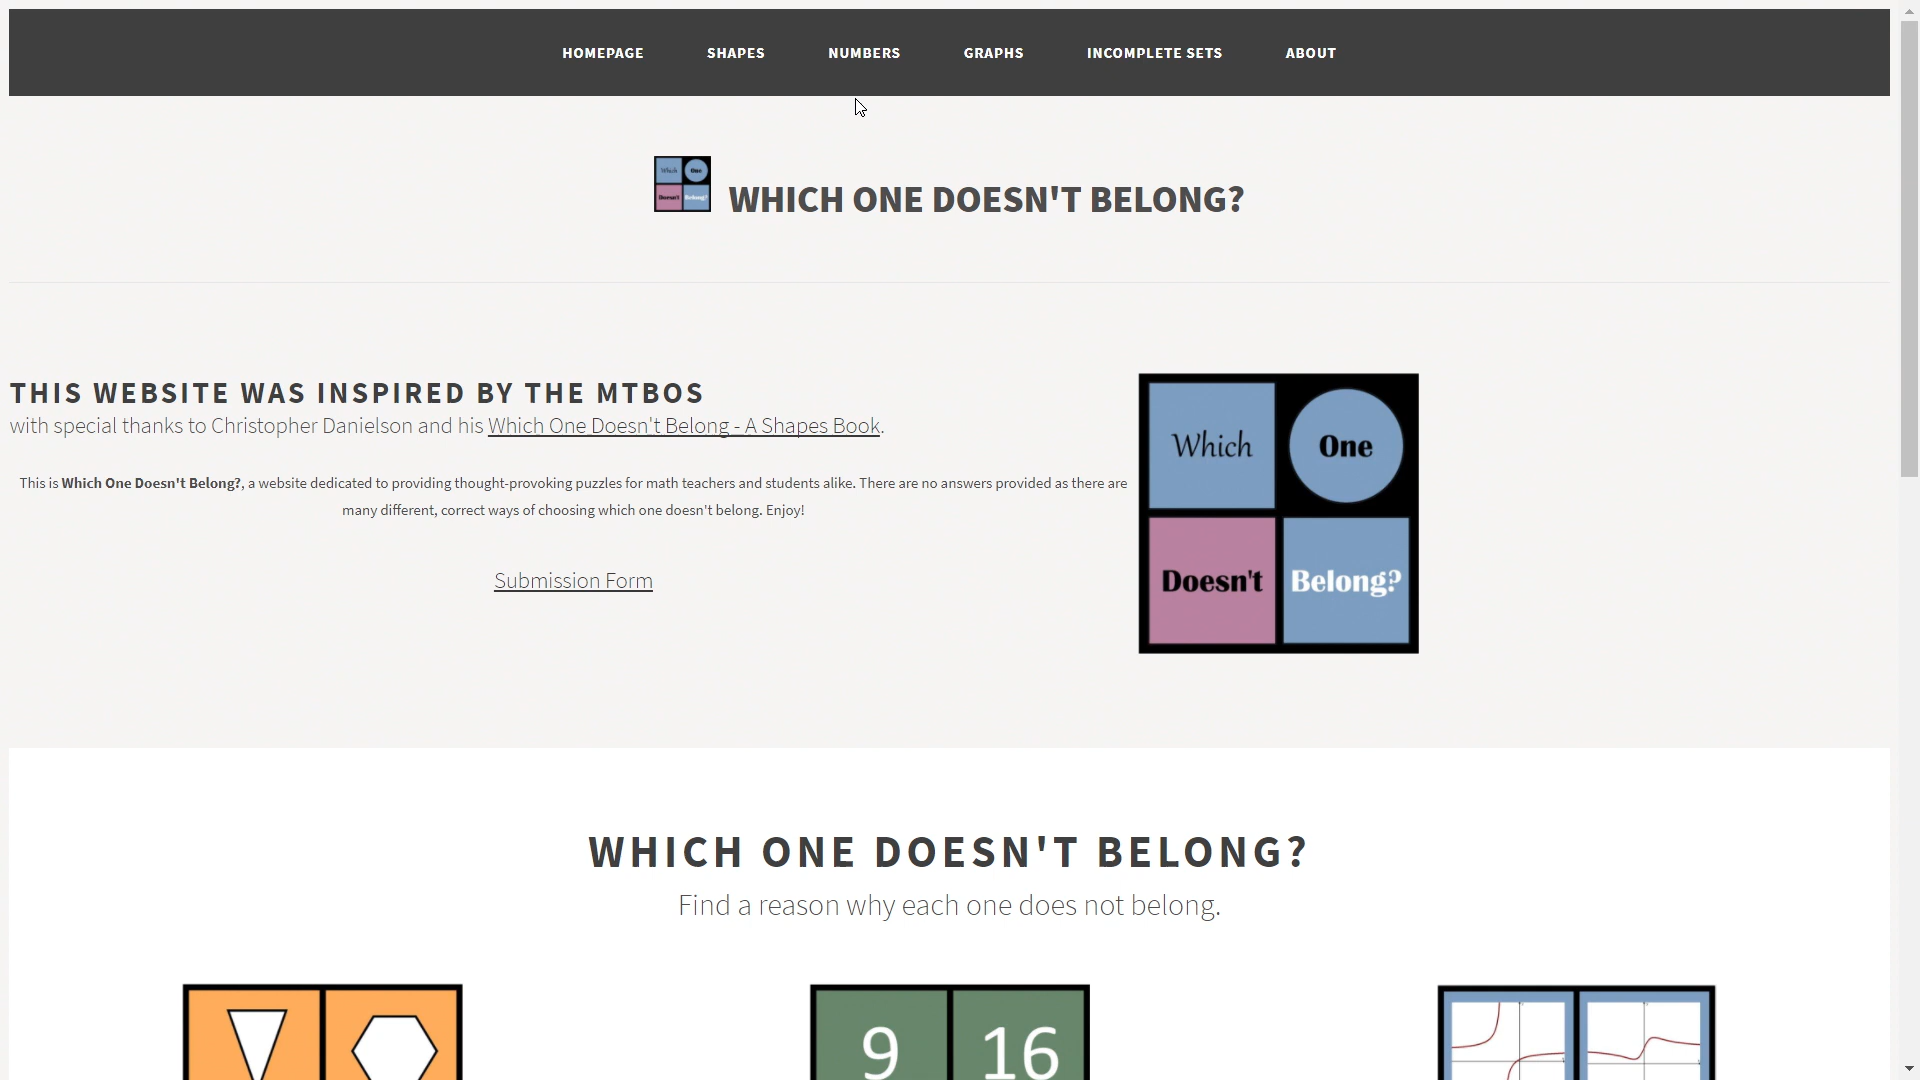 HOMEPAGE SHAPES NUMBERS GRAPHS INCOMPLETE SETS ABOUT
Which One
Doesn't Belong?
WHICH ONE DOESN'T BELONG?
THIS WEBSITE WAS INSPIRED BY THE MTBOS
with special thanks to Christopher Danielson and his Which One Doesn't Belong - A Shapes Book.
This is Which One Doesn't Belong?, a website dedicated to providing thought-provoking puzzles for math teachers and students alike. There are no answers provided as there are
many different, correct ways of choosing which one doesn't belong. Enjoy!
Submission Form
Which One
Doesn't Belong?
WHICH ONE DOESN'T BELONG?
Find a reason why each one does not belong.
9 16